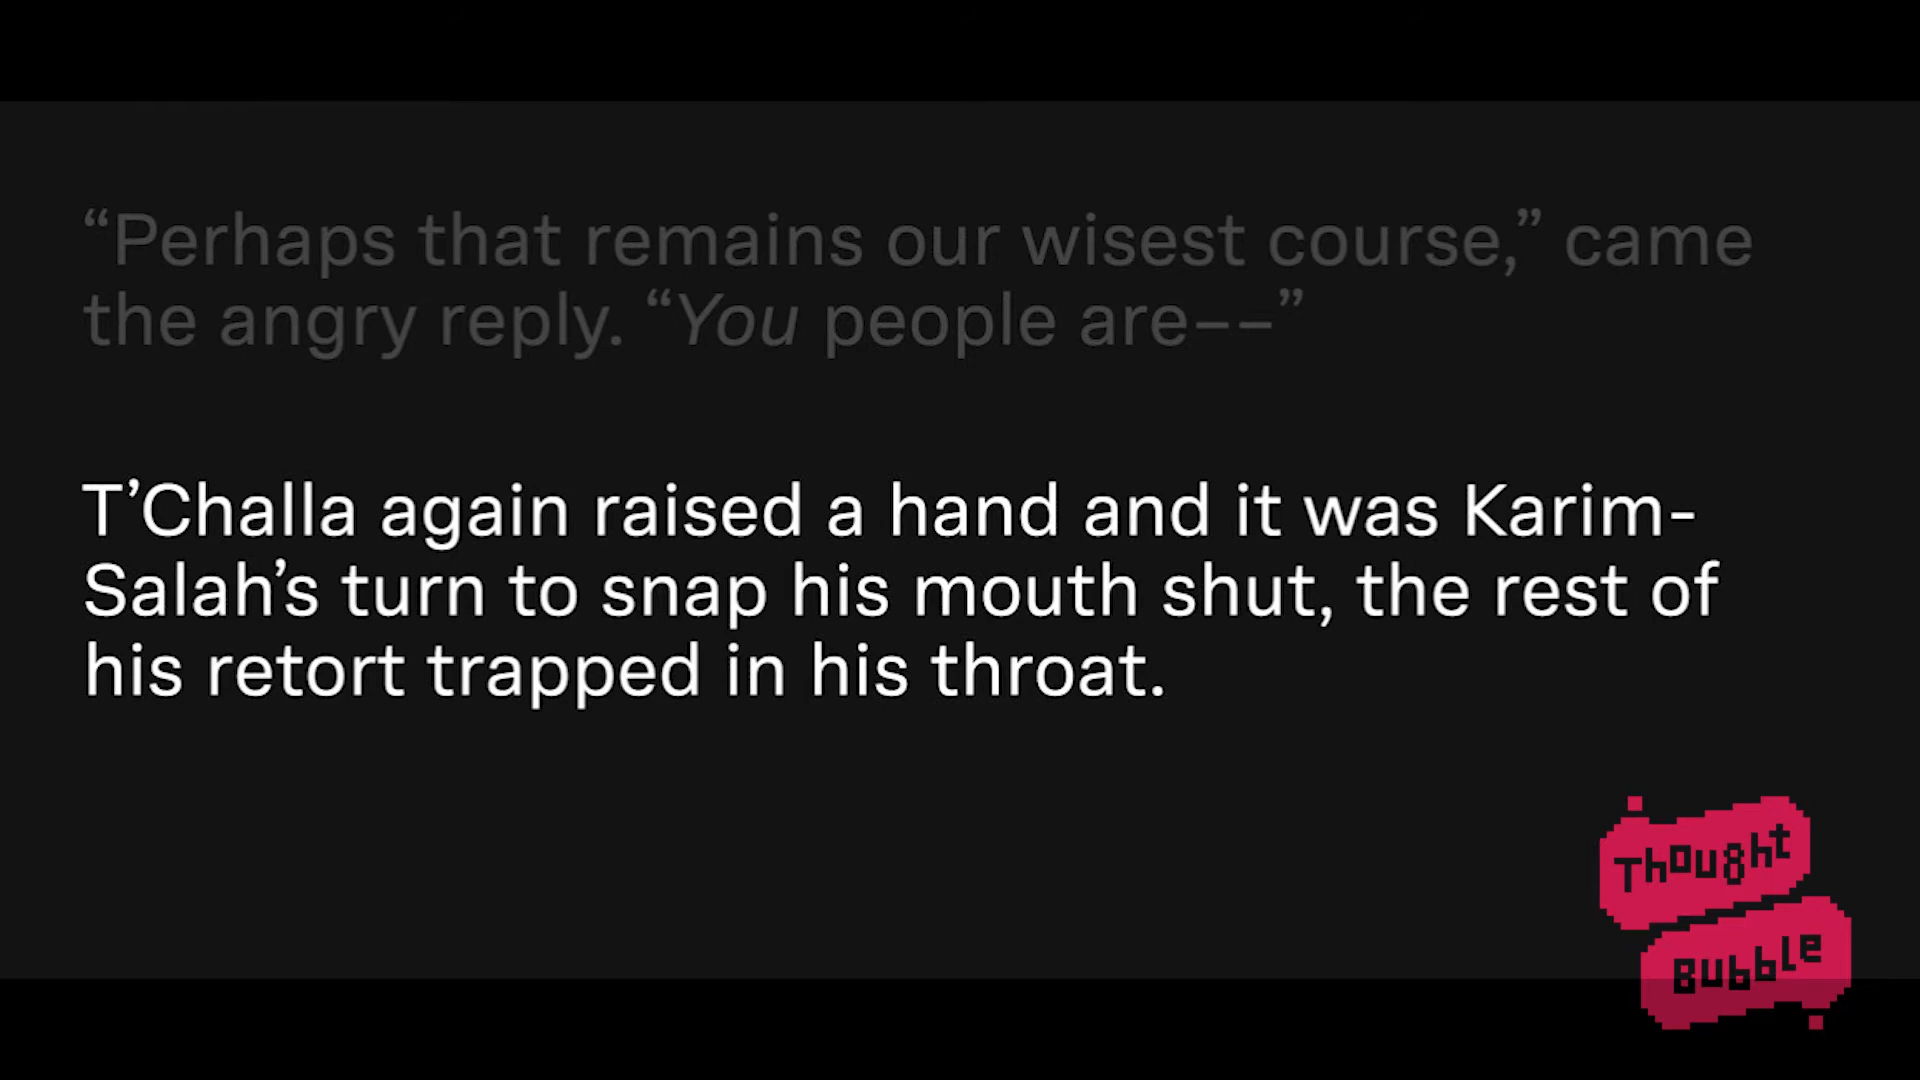 “Perhaps that remains our wisest course,” came
the angry reply. “You people are––”
T’Challa again raised a hand and it was Karim-
Salah’s turn to snap his mouth shut, the rest of
his retort trapped in his throat.
Thought
Bubble